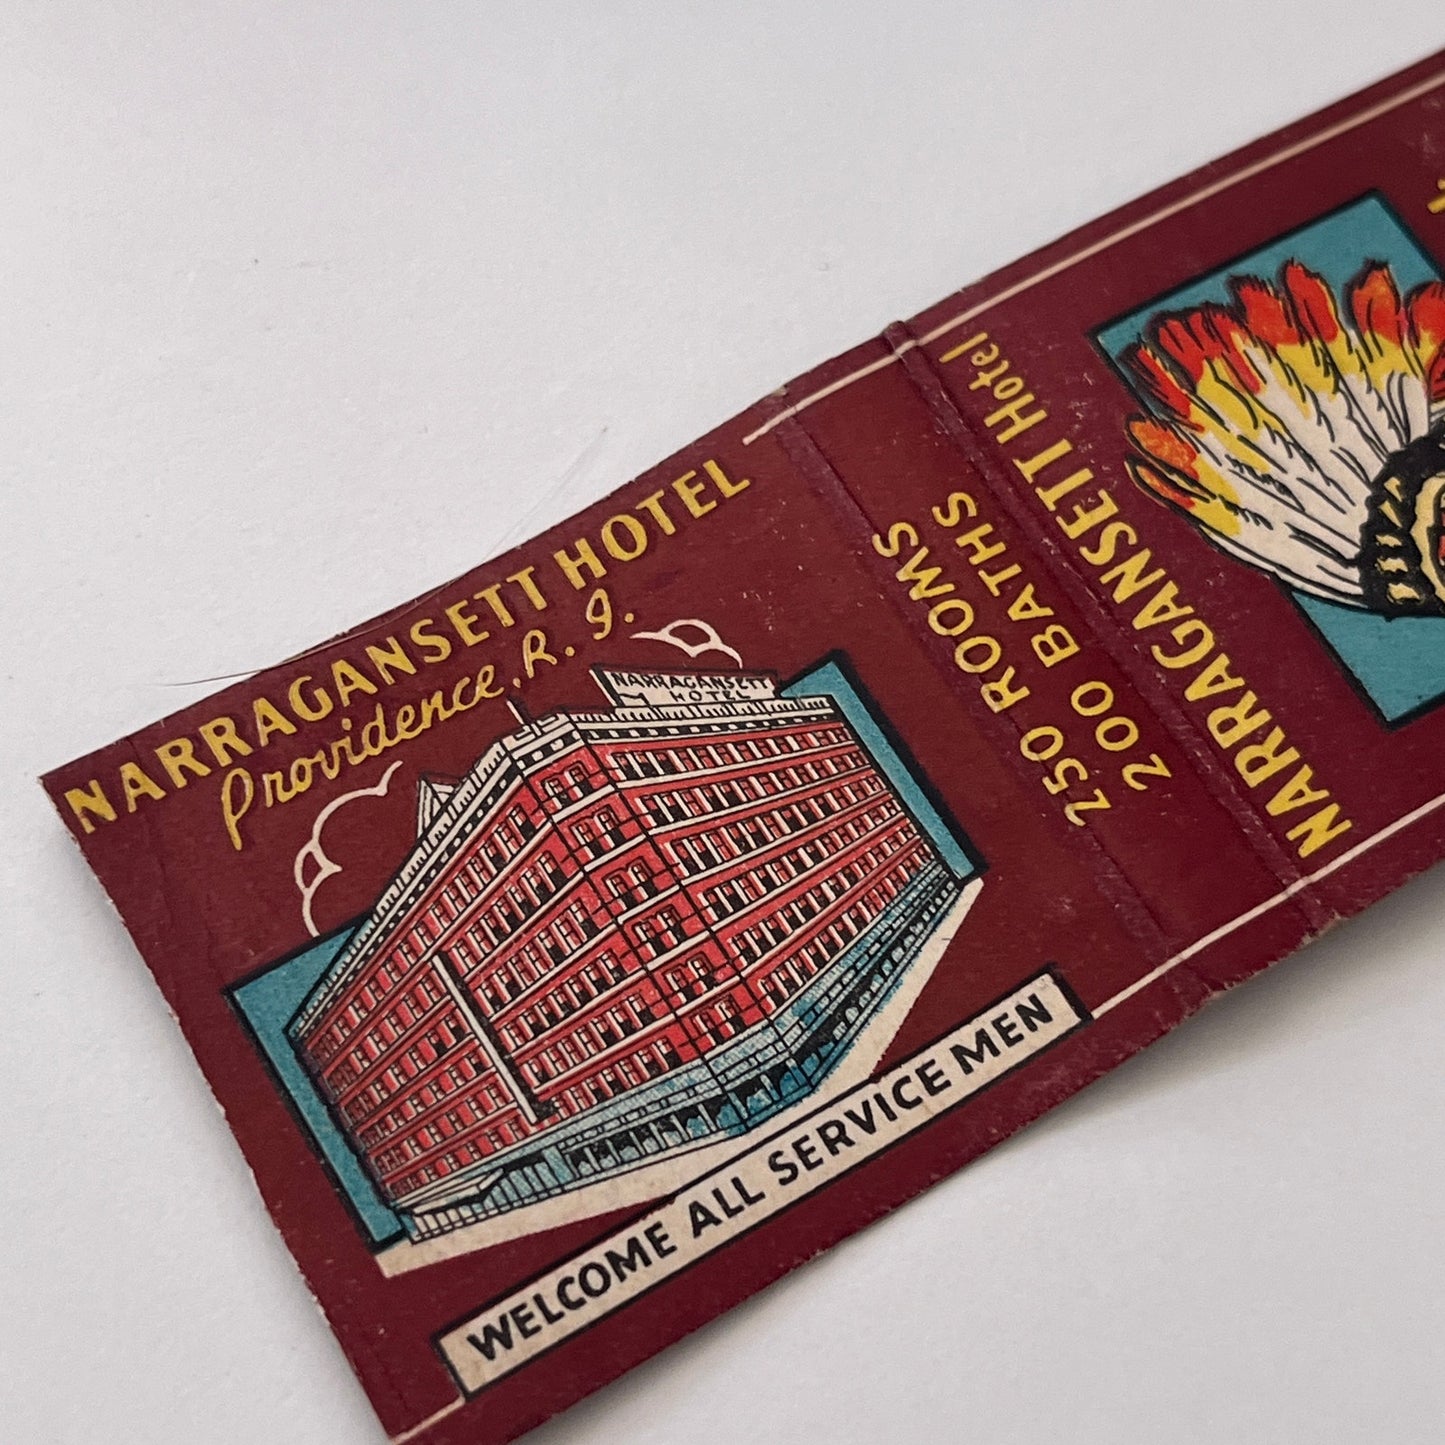 NARRAGANSETT HOTEL
Providence, R. I.
NARRAGANSETT
HOTEL
WELCOME ALL SERVICE MEN
250 ROOMS
200 BATHS
NARRAGANSETT Hotel